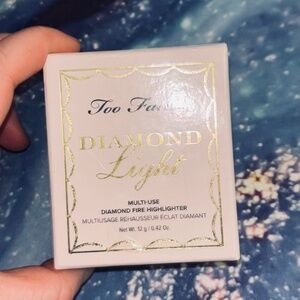 Too Faced
DIAMOND
Light
MULTI-USE
DIAMOND FIRE HIGHLIGHTER
MULTIUSAGE REHAUSSEUR ÉCLAT DIAMANT
Net. Wt. 12 g / 0.42 Oz.